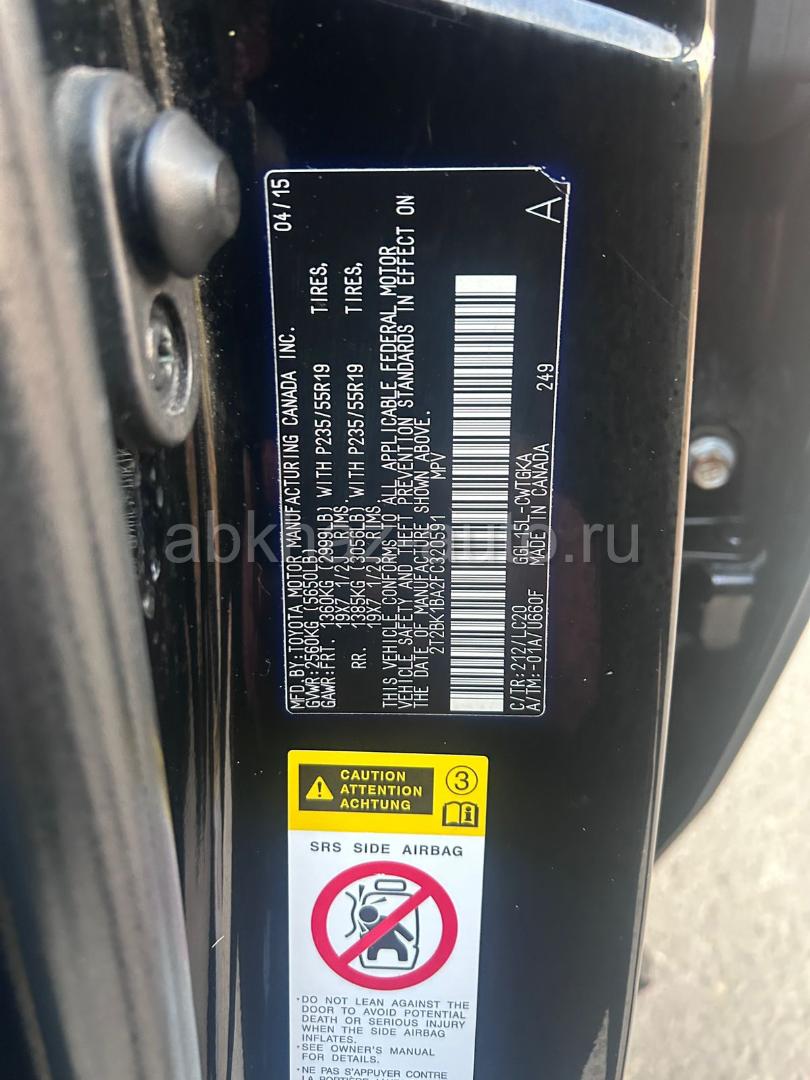 04/15
MFD.BY:TOYOTA MOTOR MANUFACTURING CANADA INC.
GVWR:2560KG (5650LB)
GAWR:FRT. 1360KG (2999LB) WITH P235/55R19 TIRES,
19X7 1/2J RIMS.
RR. 1385KG (3056LB) WITH P235/55R19 TIRES,
19X7 1/2J RIMS
THIS VEHICLE CONFORMS TO ALL APPLICABLE FEDERAL MOTOR
VEHICLE SAFETY AND THEFT PREVENTION STANDARDS IN EFFECT ON
THE DATE OF MANUFACTURE SHOWN ABOVE.
2T2BK1BA2FC320591 MPV
C/TR:212/LC20 GGL15L-CWTGKA 249
A/TM:-01A/U660F MADE IN CANADA
A
abkhaz-auto.ru
CAUTION
ATTENTION
ACHTUNG
3
SRS SIDE AIRBAG
·DO NOT LEAN AGAINST THE
DOOR TO AVOID POTENTIAL
DEATH OR SERIOUS INJURY
WHEN THE SIDE AIRBAG
INFLATES.
·SEE OWNER'S MANUAL
FOR DETAILS.
·NE PAS S'APPUYER CONTRE